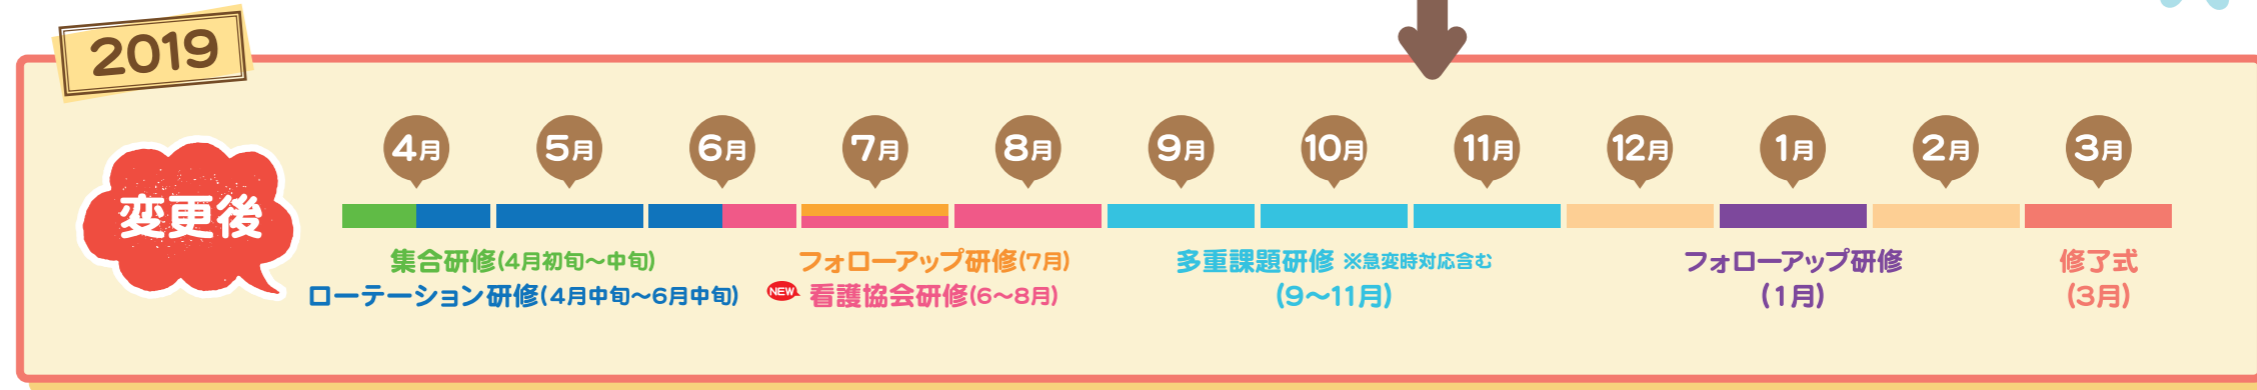 2019
変更後
4月 5月 6月 7月 8月 9月 10月 11月 12月 1月 2月 3月
集合研修(4月初旬～中旬)
ローテーション研修(4月中旬～6月中旬)
フォローアップ研修(7月)
NEW 看護協会研修(6～8月)
多重課題研修 ※急変時対応含む
(9～11月)
フォローアップ研修
(1月)
修了式
(3月)